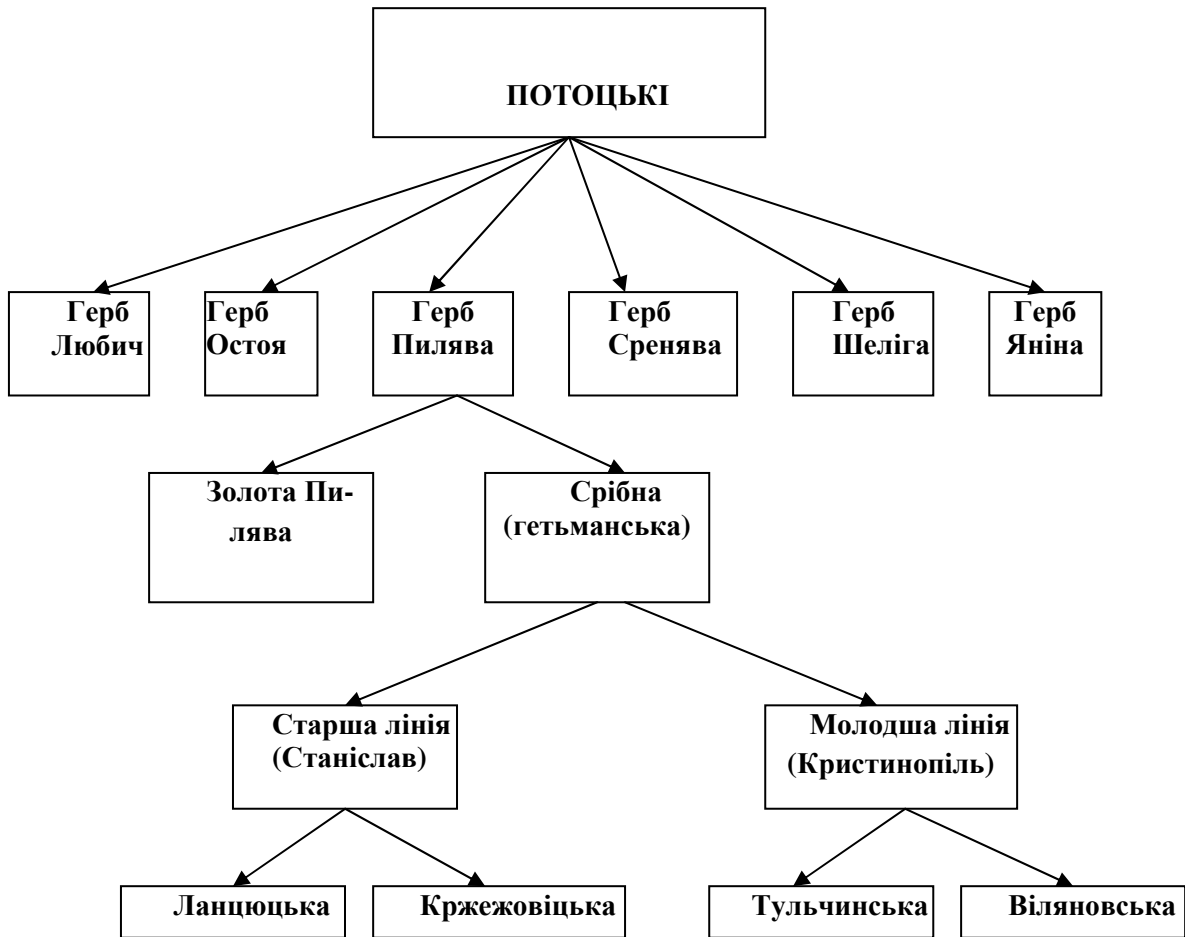 ПОТОЦЬКІ
Герб
Любич
Герб
Остоя
Герб
Пилява
Герб
Сренява
Герб
Шеліга
Герб
Яніна
Золота Пи-
лява
Срібна
(гетьманська)
Старша лінія
(Станіслав)
Молодша лінія
(Кристинопіль)
Ланцюцька
Кржежовіцька
Тульчинська
Віляновська